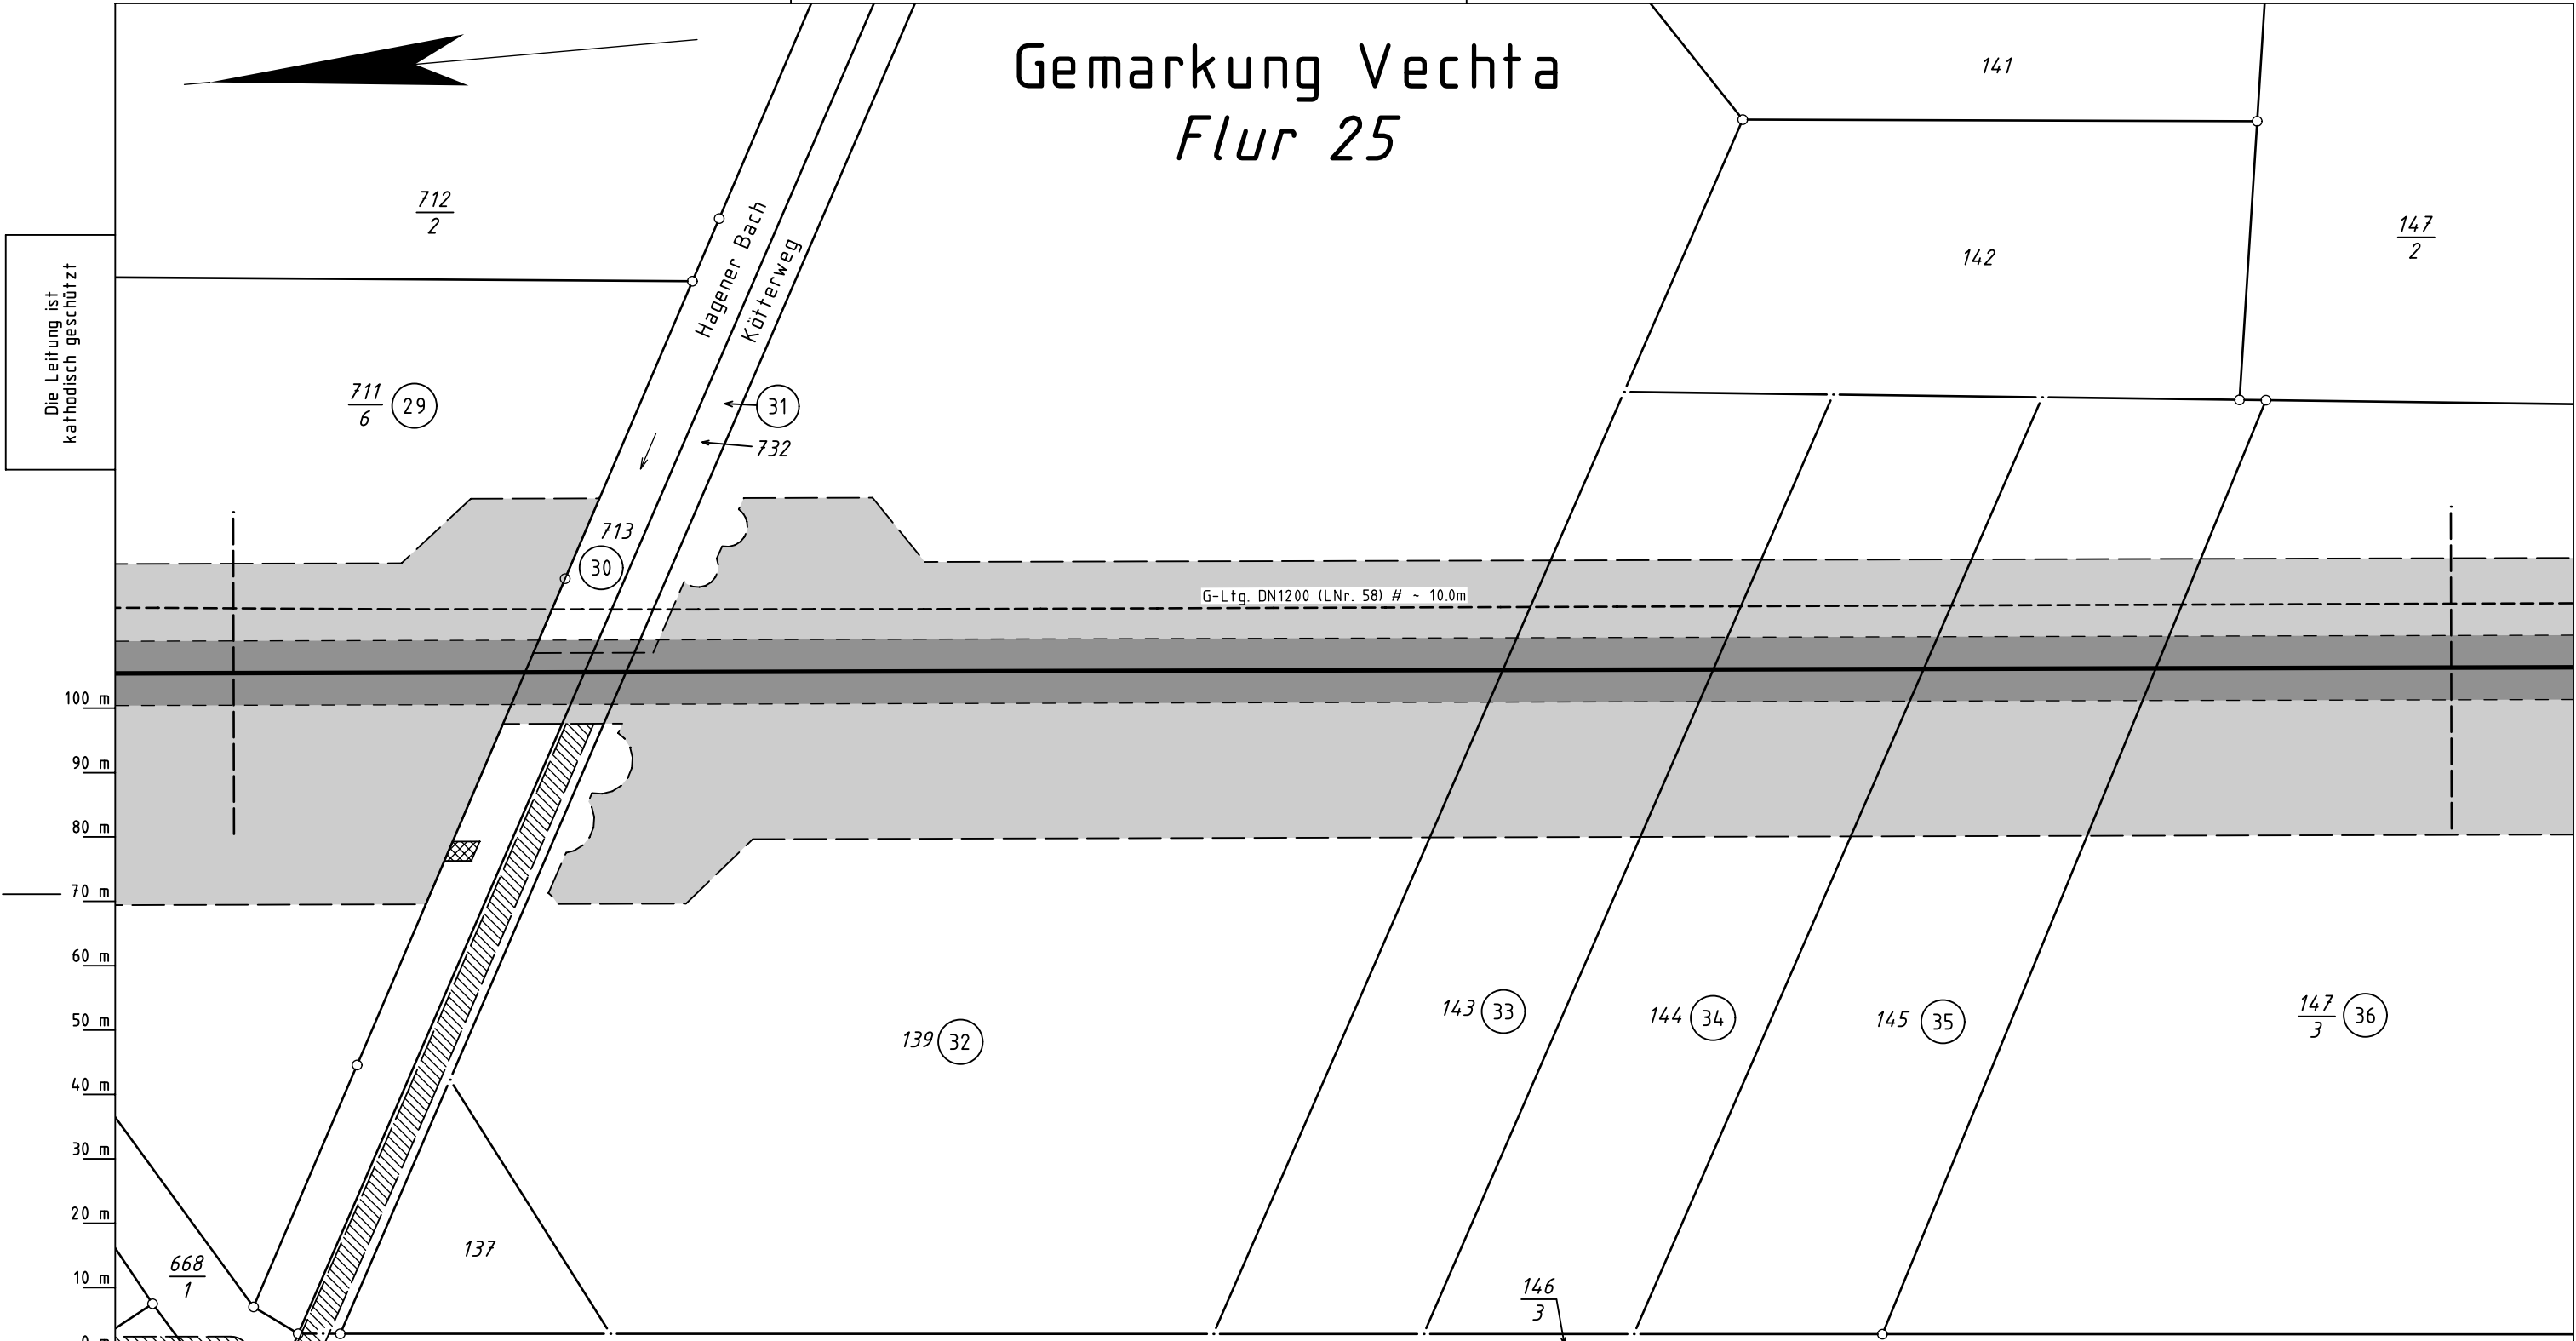 Gemarkung Vechta
Flur 25
141
712
2
147
2
142
Hagener Bach
Kötterweg
Die Leitung ist
kathodisch geschützt
711
6
29
31
732
713
30
G-Ltg. DN1200 (LNr. 58) # ~ 10.0m
100 m
90 m
80 m
70 m
60 m
50 m
40 m
30 m
20 m
10 m
139 32
143 33
144 34
145 35
147
3
36
137
668
1
146
3